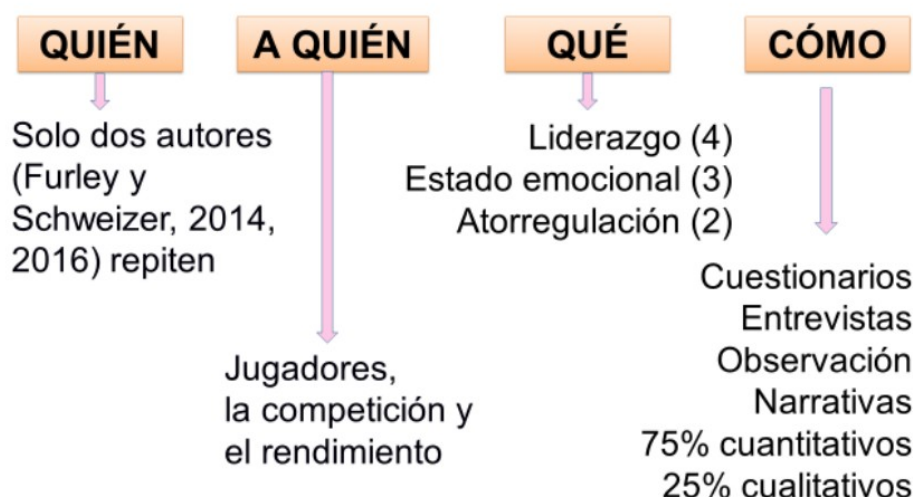 QUIÉN
Solo dos autores
(Furley y
Schweizer, 2014,
2016) repiten
A QUIÉN
Jugadores,
la competición y
el rendimiento
QUÉ
Liderazgo (4)
Estado emocional (3)
Atorregulación (2)
CÓMO
Cuestionarios
Entrevistas
Observación
Narrativas
75% cuantitativos
25% cualitativos